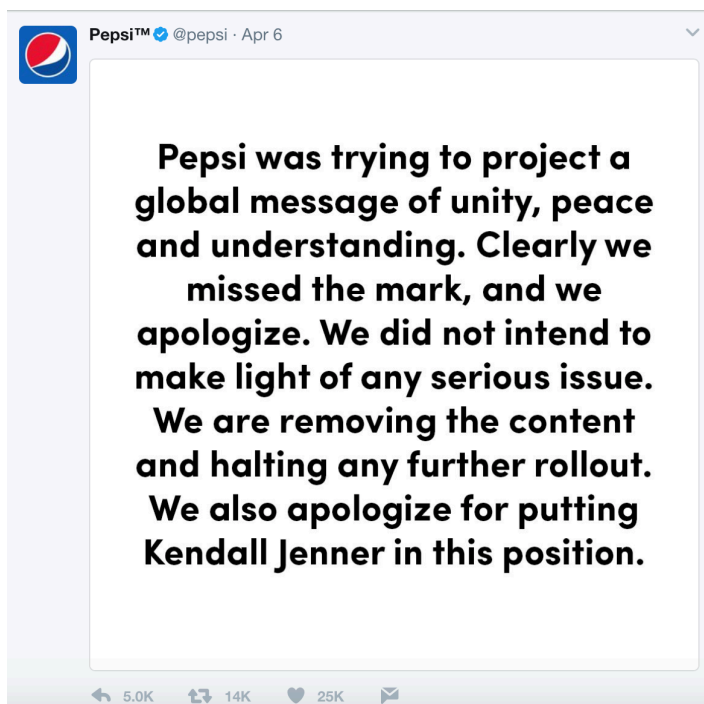 Pepsi™ @pepsi · Apr 6
Pepsi was trying to project a
global message of unity, peace
and understanding. Clearly we
missed the mark, and we
apologize. We did not intend to
make light of any serious issue.
We are removing the content
and halting any further rollout.
We also apologize for putting
Kendall Jenner in this position.
5.0K 14K 25K